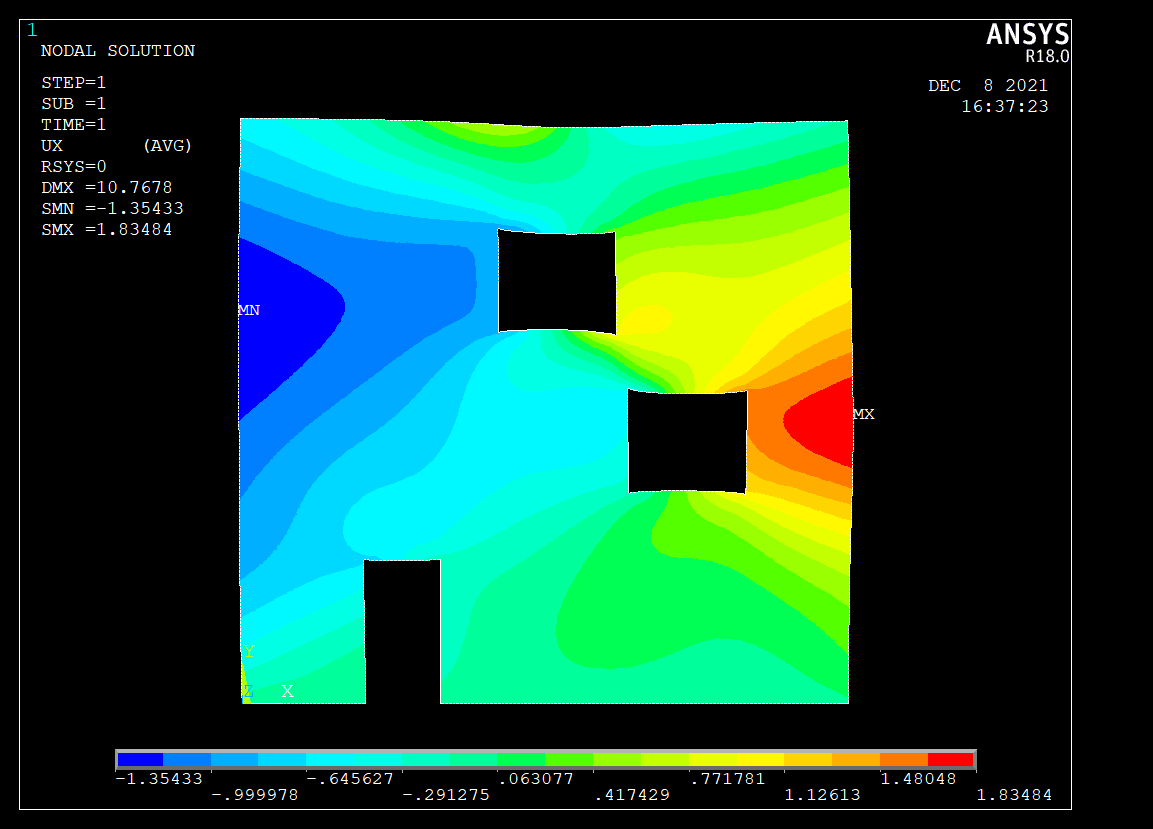 1
ANSYS
R18.0
NODAL SOLUTION
STEP=1
SUB =1
TIME=1
UX (AVG)
RSYS=0
DMX =10.7678
SMN =-1.35433
SMX =1.83484
DEC 8 2021
16:37:23
MN
MX
Y
Z X
-1.35433 -.645627 .063077 .771781 1.48048
-.999978 -.291275 .417429 1.12613 1.83484